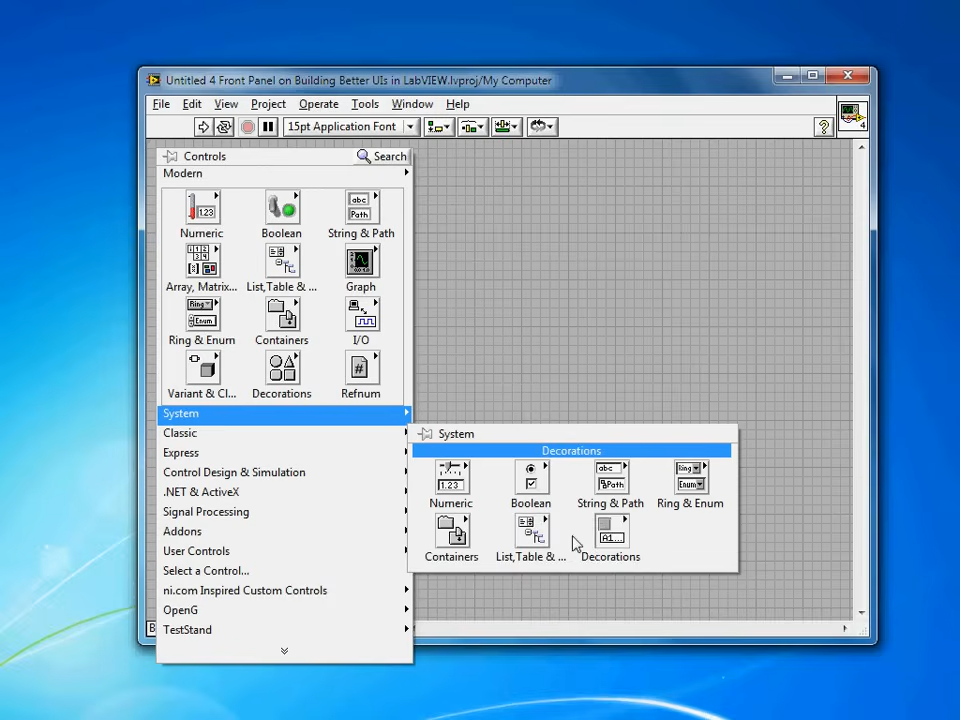 Untitled 4 Front Panel on Building Better UIs in LabVIEW.lvproj/My Computer
File Edit View Project Operate Tools Window Help
15pt Application Font
?
4
Controls Search
Modern
1.23 abc Path
Numeric Boolean String & Path
Array, Matrix... List,Table & ... Graph
Ring Enum
Ring & Enum Containers I/O
#
Variant & Cl... Decorations Refnum
System
Classic
Express
Control Design & Simulation
.NET & ActiveX
Signal Processing
Addons
User Controls
Select a Control...
ni.com Inspired Custom Controls
OpenG
TestStand
System
Decorations
1.23 abc Path Ring Enum
Numeric Boolean String & Path Ring & Enum
A1...
Containers List,Table & ... Decorations